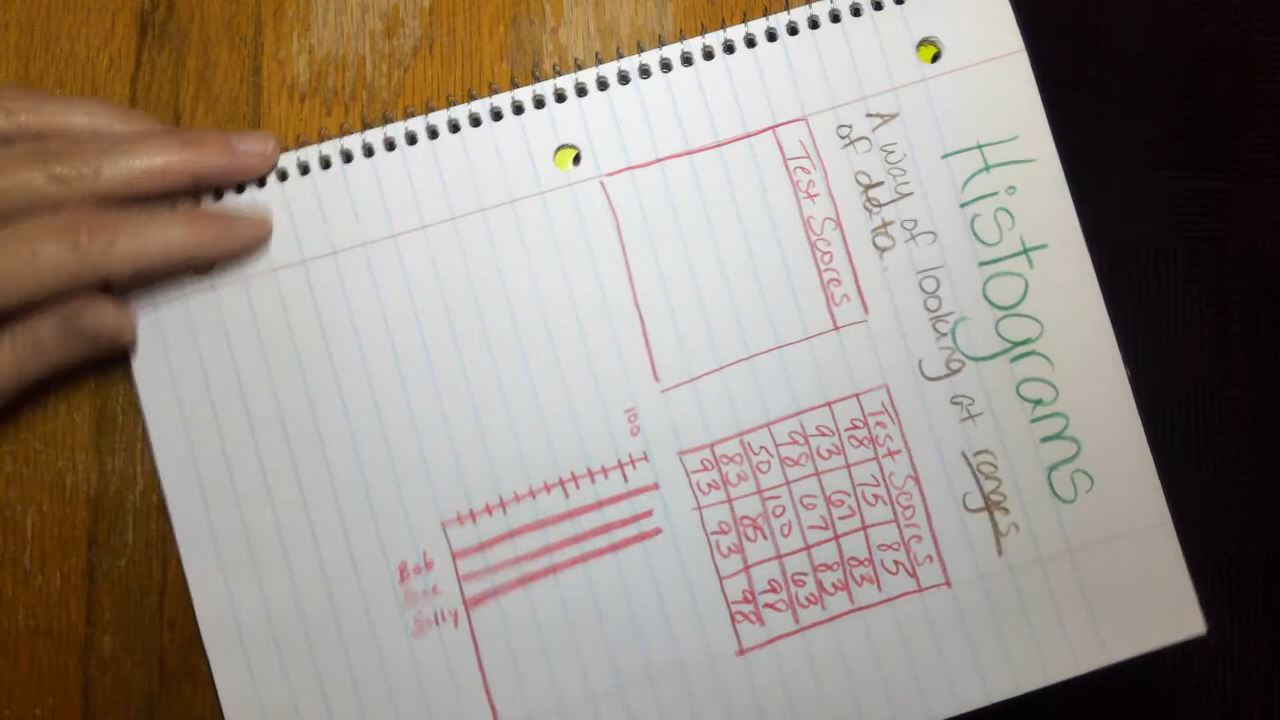 Histograms
A way of looking at ranges
of data.
Test Scores
Test Scores
98 75 85
93 67 83
98 67 83
50 100 63
83 85 98
93 93 98
100
Bob
Sally